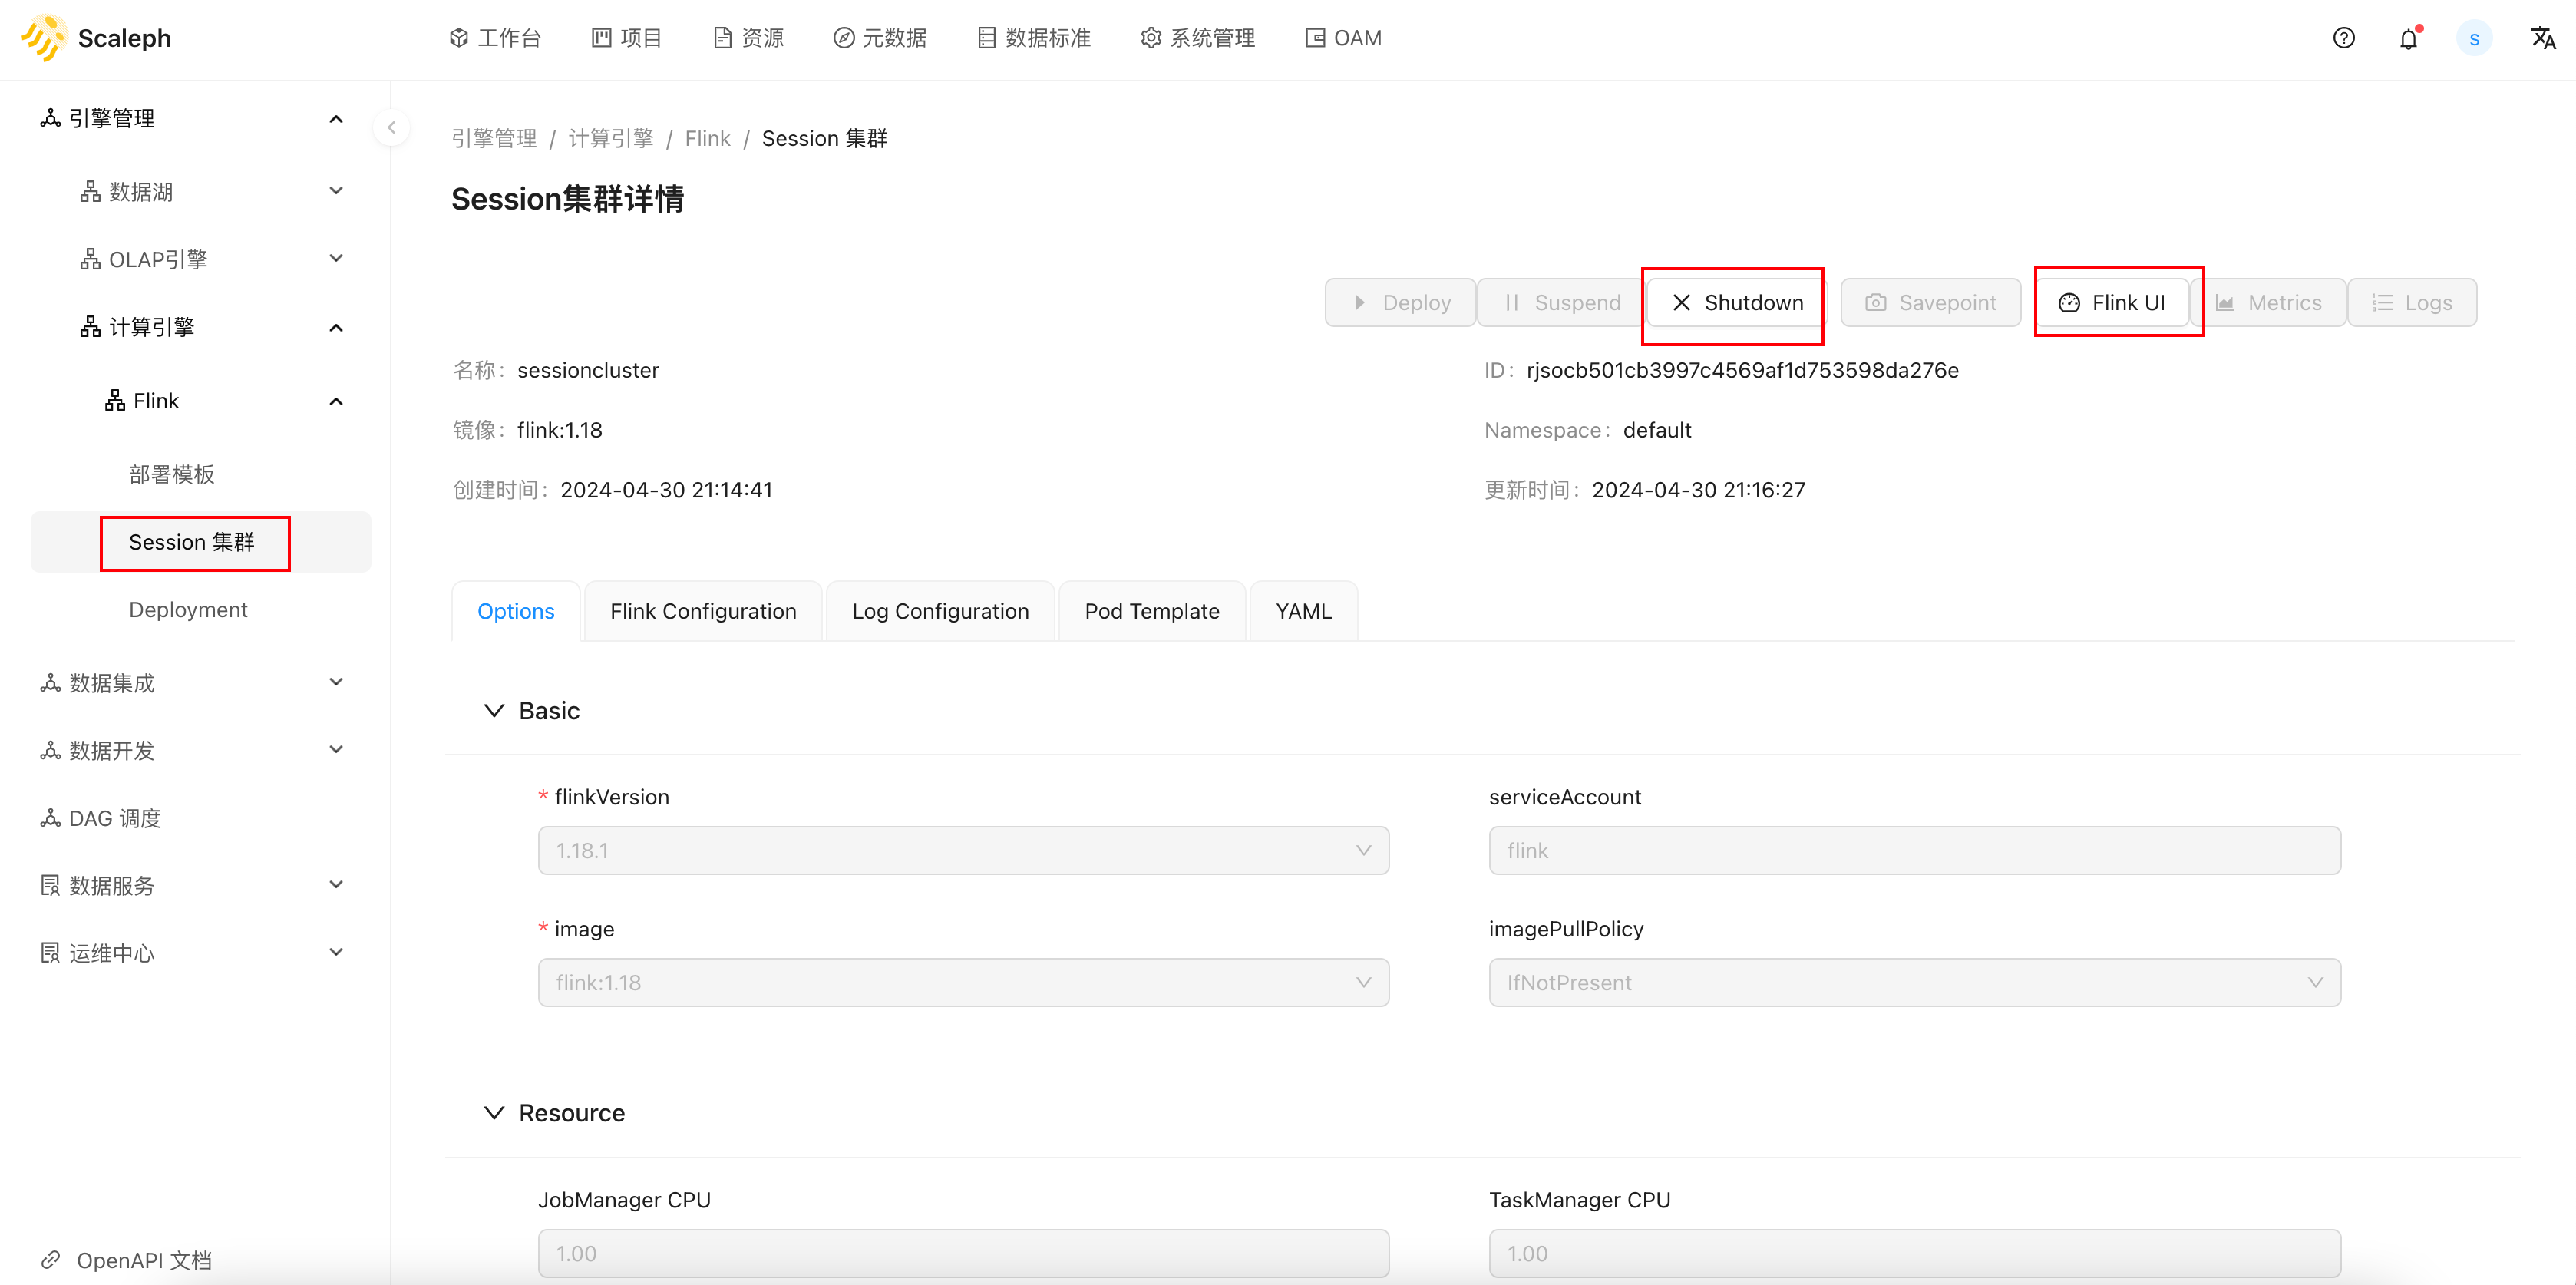 Scaleph
工作台 项目 资源 元数据 数据标准 系统管理 OAM
s
引擎管理
数据湖
OLAP引擎
计算引擎
Flink
部署模板
Session 集群
Deployment
数据集成
数据开发
DAG 调度
数据服务
运维中心
OpenAPI 文档
引擎管理 / 计算引擎 / Flink / Session 集群
Session集群详情
Deploy Suspend Shutdown Savepoint Flink UI Metrics Logs
名称: sessioncluster ID: rjsocb501cb3997c4569af1d753598da276e
镜像: flink:1.18 Namespace: default
创建时间: 2024-04-30 21:14:41 更新时间: 2024-04-30 21:16:27
Options Flink Configuration Log Configuration Pod Template YAML
Basic
* flinkVersion serviceAccount
1.18.1 flink
* image imagePullPolicy
flink:1.18 IfNotPresent
Resource
JobManager CPU TaskManager CPU
1.00 1.00